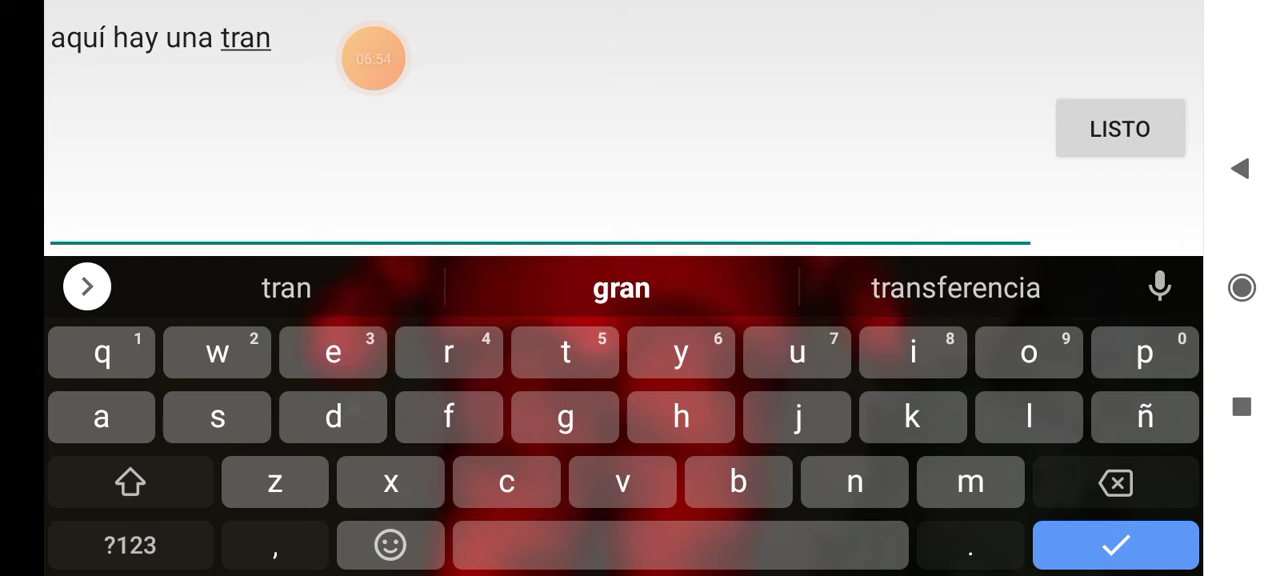 aquí hay una tran
06:54
LISTO
tran gran transferencia
q 1 w 2 e 3 r 4 t 5 y 6 u 7 i 8 o 9 p 0
a s d f g h j k l ñ
z x c v b n m
?123 , .